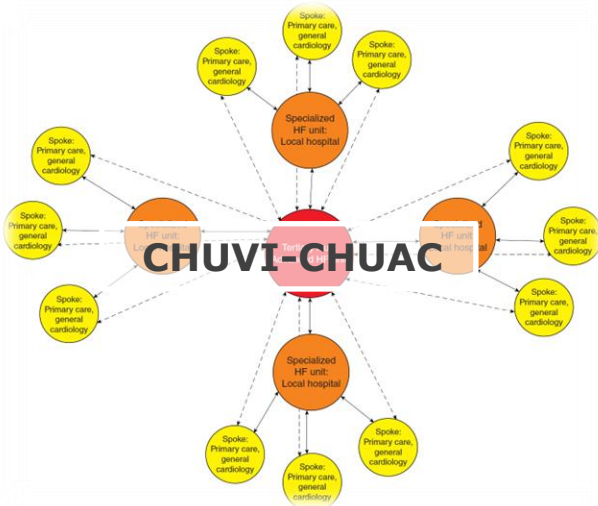 Spoke:
Primary care,
general
cardiology
Spoke:
Primary care,
general
cardiology
Spoke:
Primary care,
general
cardiology
Specialized
HF unit:
Local hospital
Spoke:
Primary care,
general
cardiology
Spoke:
Primary care,
general
cardiology
Spoke:
Primary care,
general
cardiology
Spoke:
Primary care,
general
cardiology
HF unit:
HF unit:
CHUVI-CHUAC
Spoke:
Primary care,
general
cardiology
Spoke:
Primary care,
general
cardiology
Specialized
HF unit:
Local hospital
Spoke:
Primary care,
general
cardiology
Spoke:
Primary care,
general
cardiology
Spoke:
Primary care,
general
cardiology